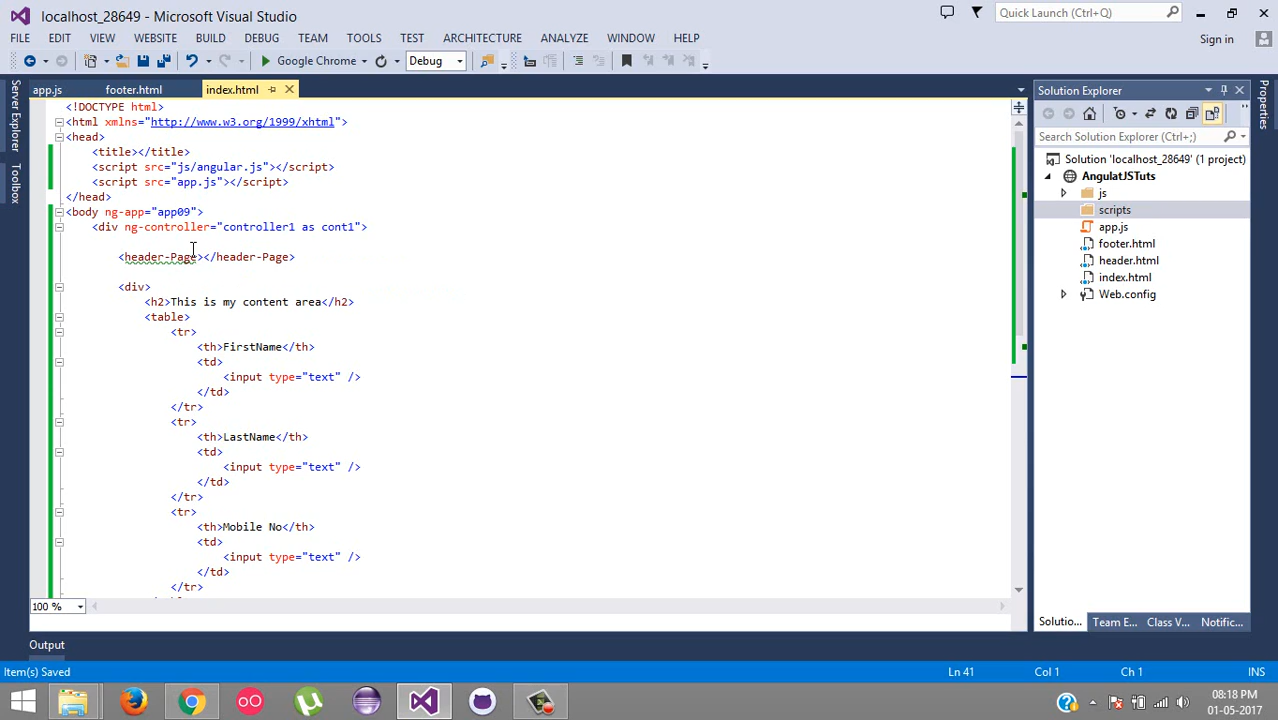 localhost_28649 - Microsoft Visual Studio
Quick Launch (Ctrl+Q)
FILE EDIT VIEW WEBSITE BUILD DEBUG TEAM TOOLS TEST ARCHITECTURE ANALYZE WINDOW HELP
Sign in
Google Chrome
Debug
Server Explorer
Toolbox
app.js footer.html index.html
<!DOCTYPE html>
<html xmlns="http://www.w3.org/1999/xhtml">
<head>
<title></title>
<script src="js/angular.js"></script>
<script src="app.js"></script>
</head>
<body ng-app="app09">
<div ng-controller="controller1 as cont1">
<header-Page></header-Page>
<div>
<h2>This is my content area</h2>
<table>
<tr>
<th>FirstName</th>
<td>
<input type="text" />
</td>
</tr>
<tr>
<th>LastName</th>
<td>
<input type="text" />
</td>
</tr>
<tr>
<th>Mobile No</th>
<td>
<input type="text" />
</td>
</tr>
100 %
Solution Explorer
Search Solution Explorer (Ctrl+;)
Solution 'localhost_28649' (1 project)
AngulatJSTuts
js
scripts
app.js
footer.html
header.html
index.html
Web.config
Solutio... Team E... Class V... Notific...
Properties
Output
Item(s) Saved
Ln 41 Col 1 Ch 1 INS
08:18 PM
01-05-2017